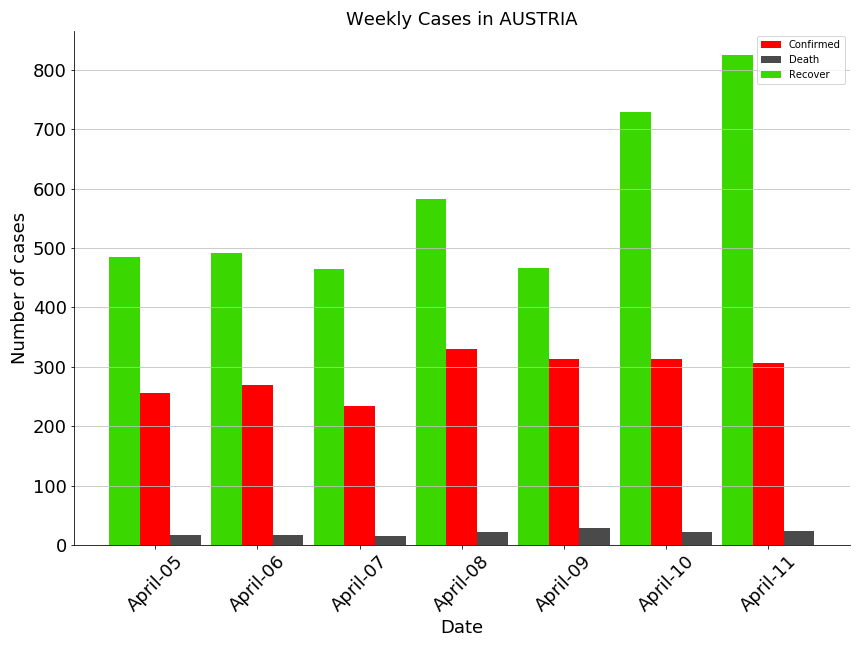 Weekly Cases in AUSTRIA
Confirmed
Death
Recover
Number of cases
800
700
600
500
400
300
200
100
0
April-05
April-06
April-07
April-08
April-09
April-10
April-11
Date